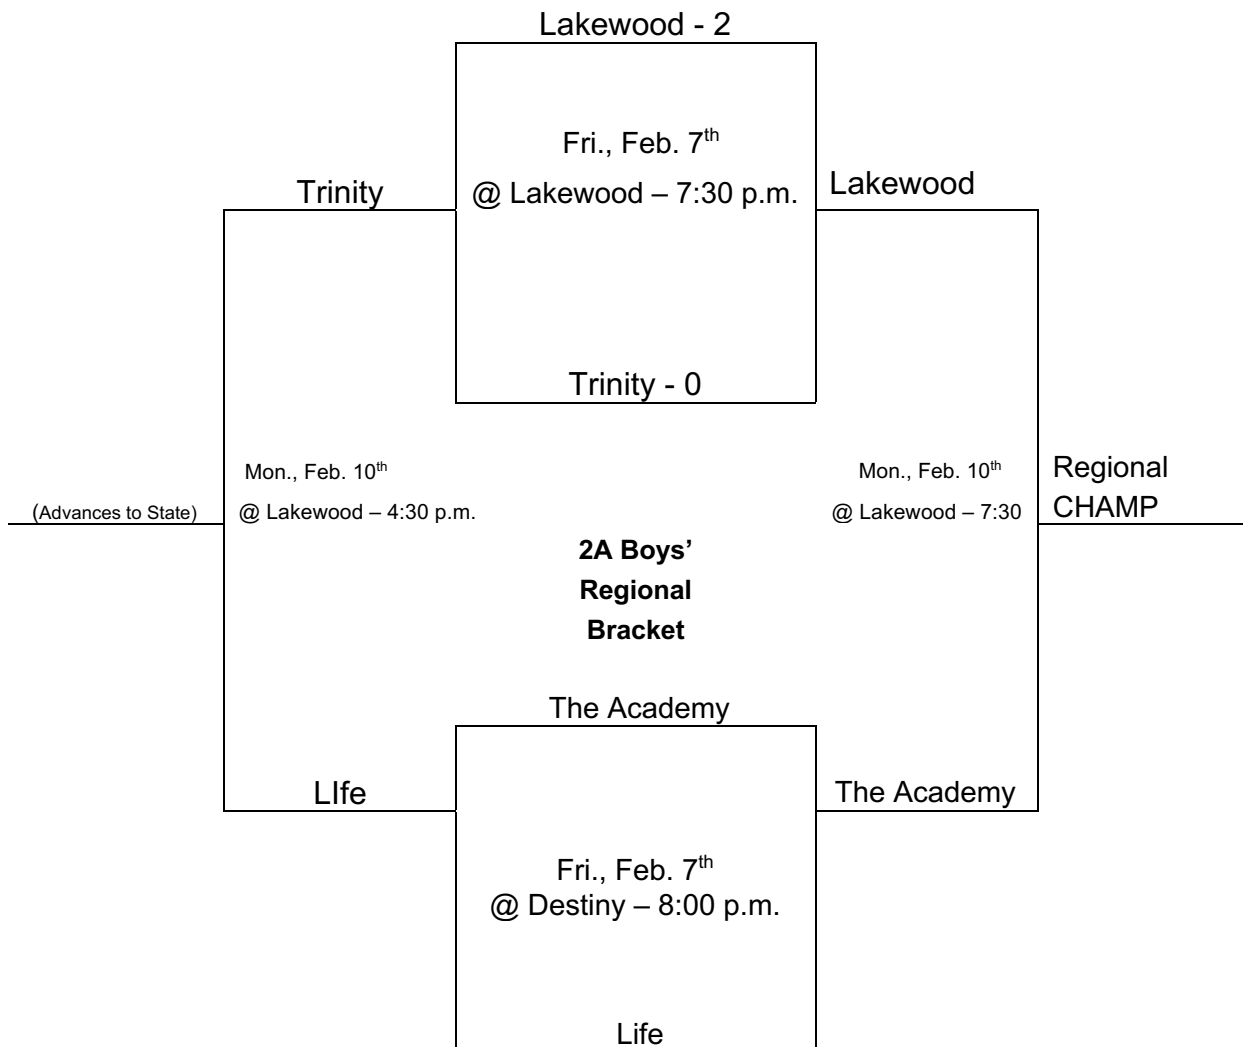 Lakewood - 2
Fri., Feb. 7th
@ Lakewood – 7:30 p.m.
Trinity
Lakewood
Trinity - 0
Mon., Feb. 10th
@ Lakewood – 4:30 p.m.
(Advances to State)
Mon., Feb. 10th
@ Lakewood – 7:30
Regional
CHAMP
2A Boys’
Regional
Bracket
The Academy
LIfe
The Academy
Fri., Feb. 7th
@ Destiny – 8:00 p.m.
Life